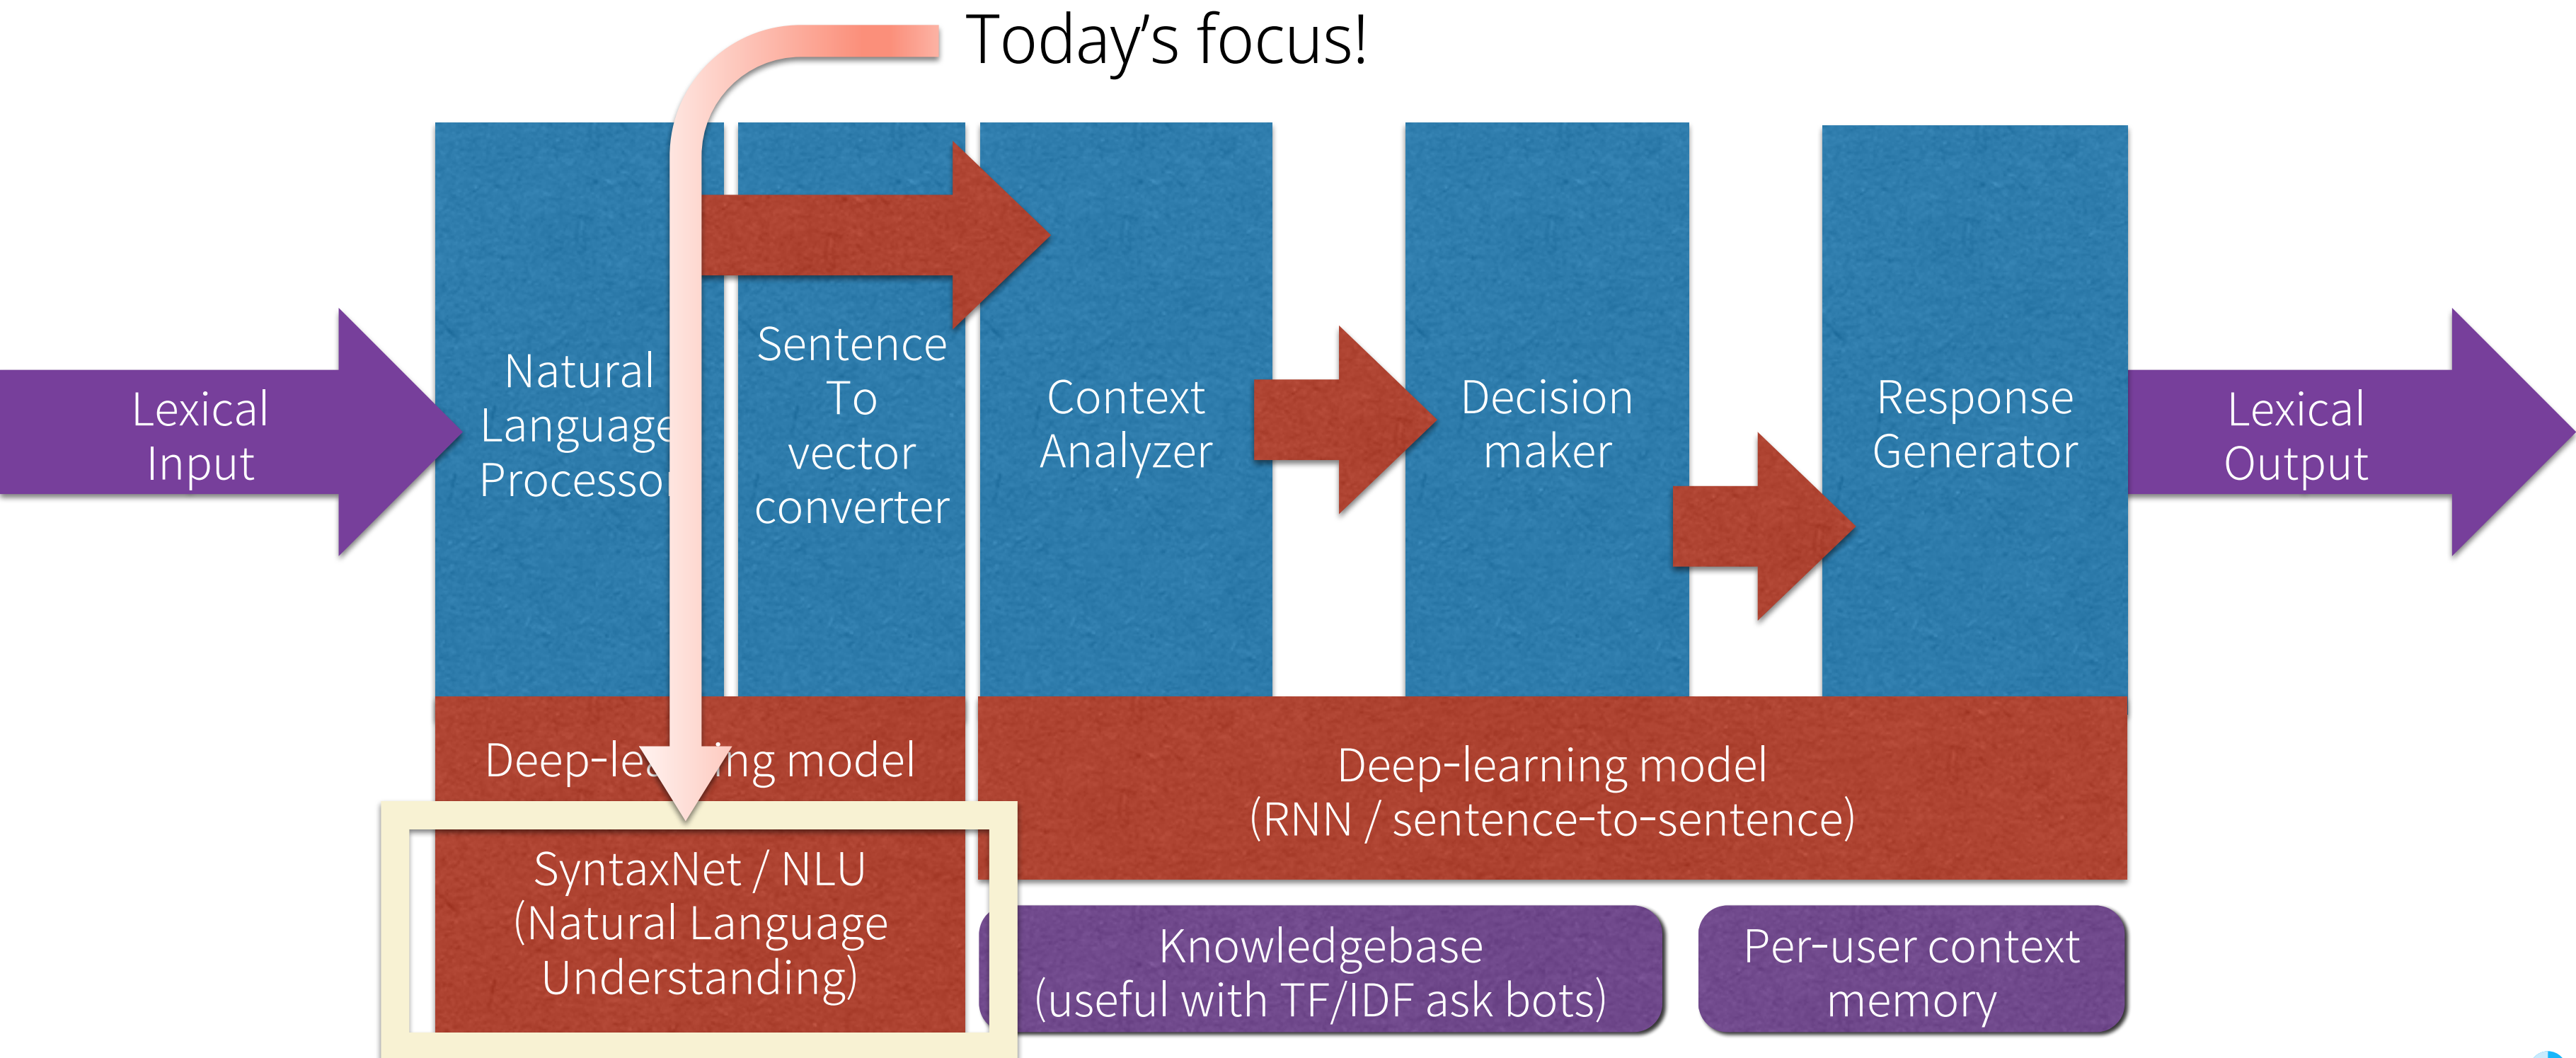 Today's focus!
Lexical
Input
Natural
Language
Processor
Sentence
To
vector
converter
Context
Analyzer
Decision
maker
Response
Generator
Lexical
Output
Deep-learning model
SyntaxNet / NLU
(Natural Language
Understanding)
Deep-learning model
(RNN / sentence-to-sentence)
Knowledgebase
(useful with TF/IDF ask bots)
Per-user context
memory